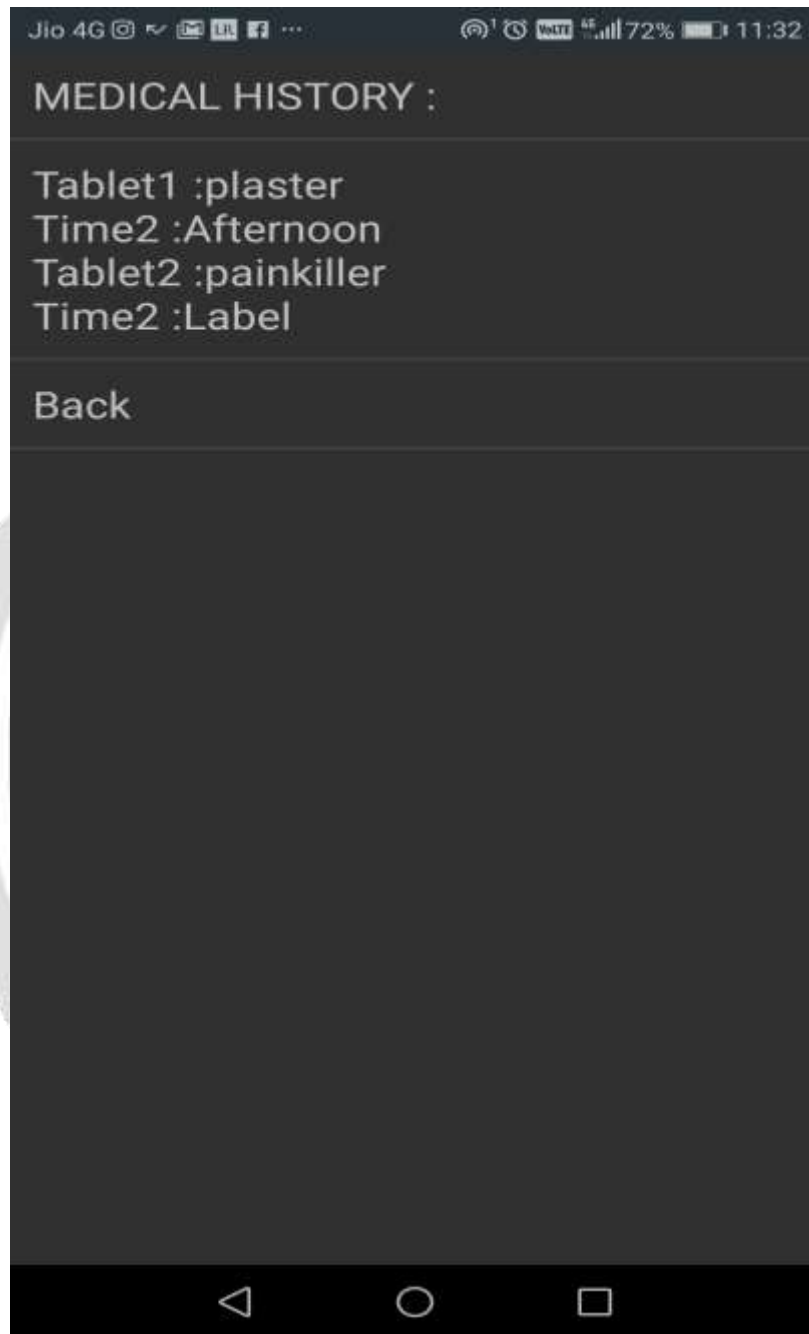 Jio 4G 72% 11:32
MEDICAL HISTORY :
Tablet1 :plaster
Time2 :Afternoon
Tablet2 :painkiller
Time2 :Label
Back